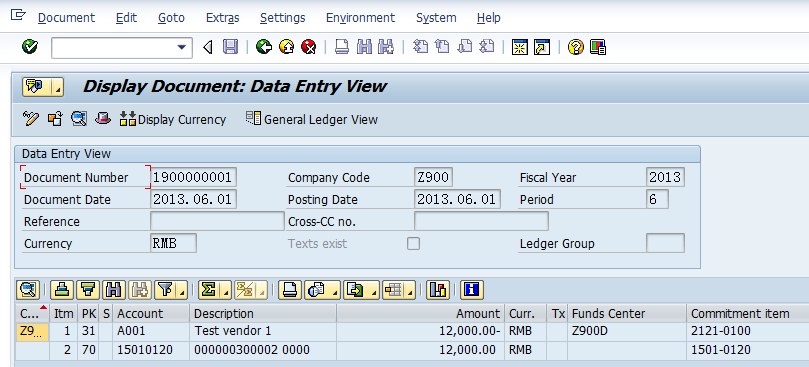 Document Edit Goto Extras Settings Environment System Help
Display Document: Data Entry View
Display Currency General Ledger View
Data Entry View
Document Number 1900000001 Company Code Z900 Fiscal Year 2013
Document Date 2013.06.01 Posting Date 2013.06.01 Period 6
Reference Cross-CC no.
Currency RMB Texts exist Ledger Group
C... Itm PK S Account Description Amount Curr. Tx Funds Center Commitment item
Z9... 1 31 A001 Test vendor 1 12,000.00- RMB Z900D 2121-0100
2 70 15010120 000000300002 0000 12,000.00 RMB 1501-0120